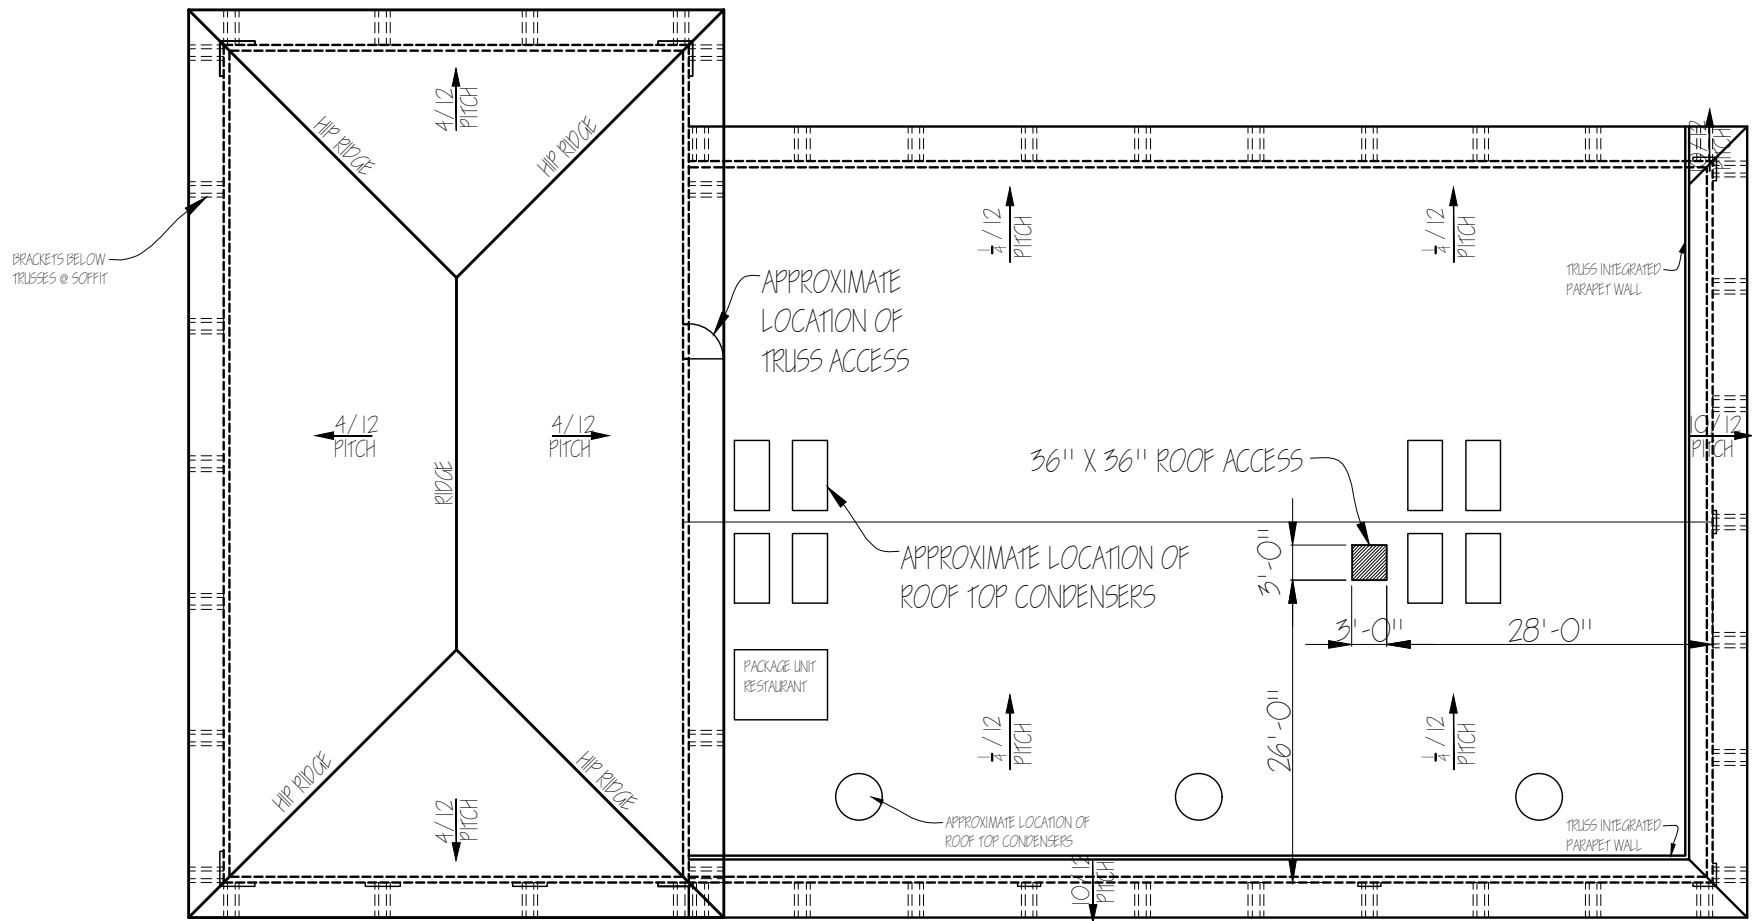 4/12
PITCH
HIP RIDGE
HIP RIDGE
10/12
PITCH
BRACKETS BELOW
TRUSSES @ SOFFIT
1/4 /12
PITCH
1/4 /12
PITCH
TRUSS INTEGRATED
PARAPET WALL
APPROXIMATE
LOCATION OF
TRUSS ACCESS
4/12
PITCH
4/12
PITCH
RIDGE
10/12
PITCH
36" X 36" ROOF ACCESS
APPROXIMATE LOCATION OF
ROOF TOP CONDENSERS
3'-0"
3'-0"
28'-0"
PACKAGE UNIT
RESTAURANT
1/4 /12
PITCH
26'-0"
1/4 /12
PITCH
HIP RIDGE
HIP RIDGE
4/12
PITCH
APPROXIMATE LOCATION OF
ROOF TOP CONDENSERS
TRUSS INTEGRATED
PARAPET WALL
10/12
PITCH